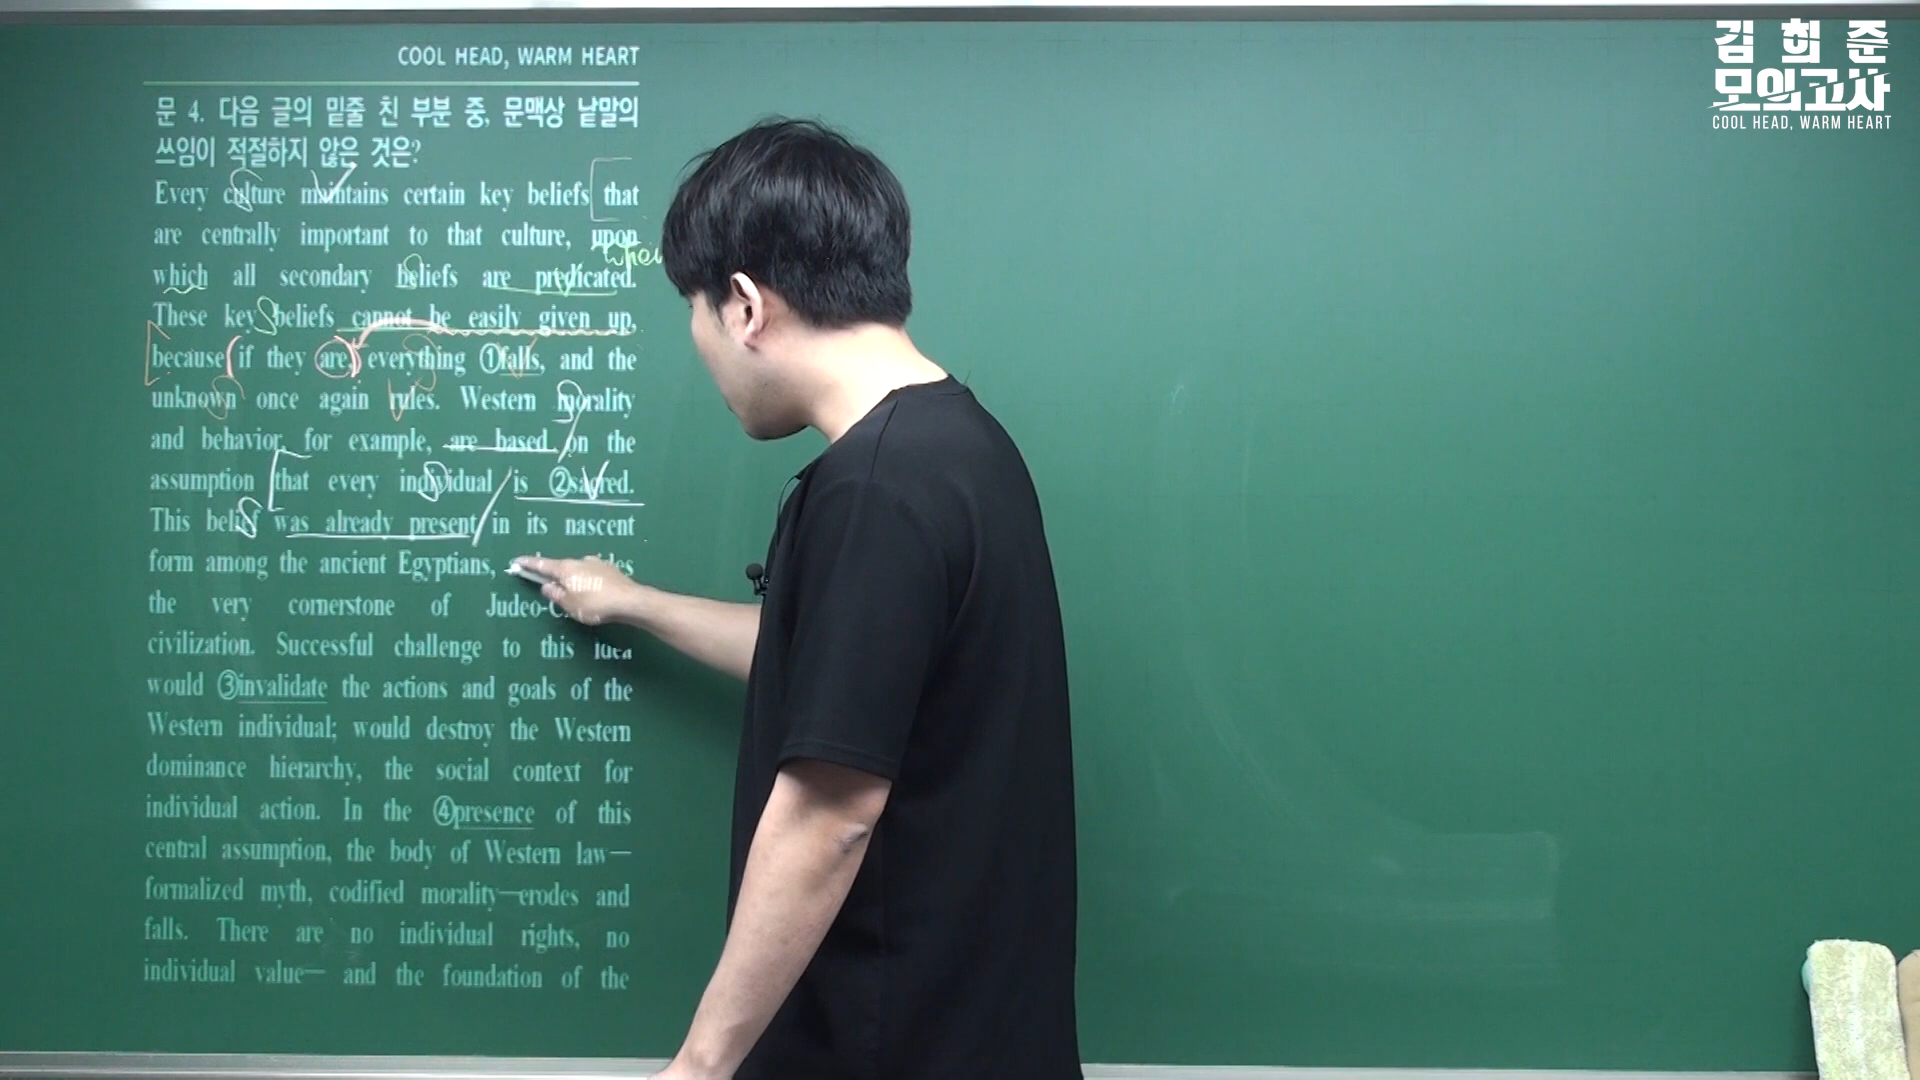 COOL HEAD, WARM HEART
문 4. 다음 글의 밑줄 친 부분 중, 문맥상 낱말의
쓰임이 적절하지 않은 것은?
Every culture maintains certain key beliefs that
are centrally important to that culture, upon
which all secondary beliefs are predicated.
These key beliefs cannot be easily given up,
because if they are, everything ①falls, and the
unknown once again rules. Western morality
and behavior, for example, are based on the
assumption that every individual is ②sacred.
This belief was already present in its nascent
form among the ancient Egyptians,
the very cornerstone of
civilization. Successful challenge to this idea
would ③invalidate the actions and goals of the
Western individual; would destroy the Western
dominance hierarchy, the social context for
individual action. In the ④presence of this
central assumption, the body of Western law—
formalized myth, codified morality—erodes and
falls. There are no individual rights, no
individual value— and the foundation of the
김희준
모의고사
COOL HEAD, WARM HEART